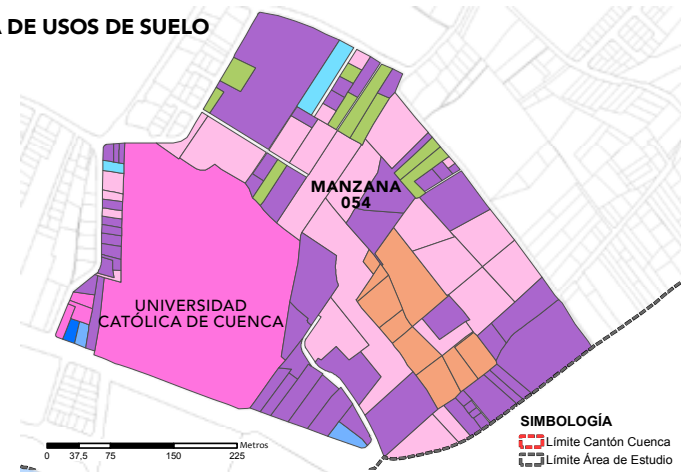 A DE USOS DE SUELO
MANZANA
054
UNIVERSIDAD
CATÓLICA DE CUENCA
Metros
0 37,5 75 150 225
SIMBOLOGÍA
Límite Cantón Cuenca
Límite Área de Estudio